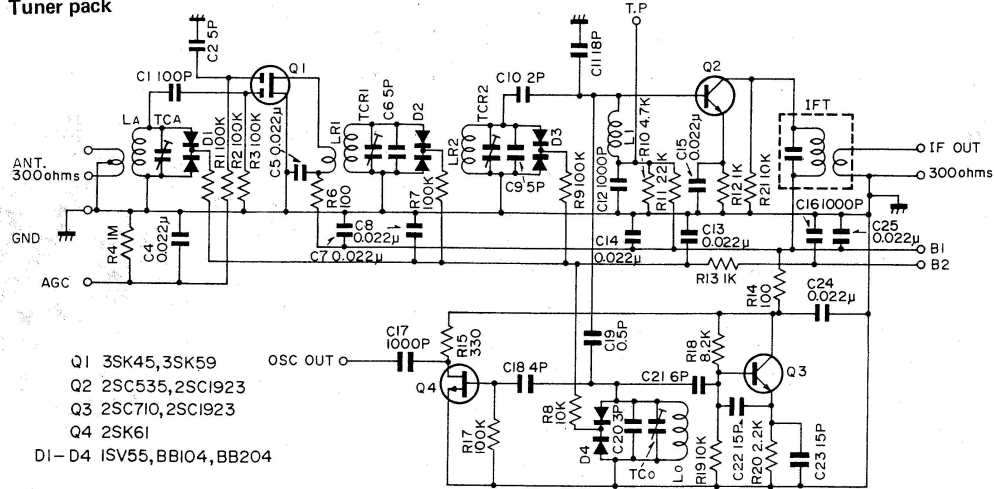 Tuner pack
T.P
C2 5P
C11 18P
Q1
Q2
C1 100P
C10 2P
IFT
LA
TCA
D1
R1 100K
R2 100K
R3 100K
C5 0.022μ
LR1
TCR1
C6 5P
D2
LR2
TCR2
D3
L1
R10 4.7K
C15 0.022μ
ANT.
300ohms
IF OUT
300ohms
R6 100
R7 100K
C9 5P
R9 100K
C12 1000P
R11 22K
R12 1K
R21 10K
C16 1000P
C25
0.022μ
GND
R4 1M
C4 0.022μ
C8
0.022μ
C7 0.022μ
C14
0.022μ
C13
0.022μ
B1
B2
AGC
R13 1K
R14 100
C24
0.022μ
C17
1000P
OSC OUT
R15 330
C19 0.5P
R18 8.2K
Q3
Q4
C18 4P
C21 6P
R17 100K
R8 10K
D4
C20 3P
TCo
Lo
R19 10K
C22 15P
R20 2.2K
C23 15P
Q1 3SK45,3SK59
Q2 2SC535,2SC1923
Q3 2SC710,2SC1923
Q4 2SK61
D1-D4 1SV55,BB104,BB204